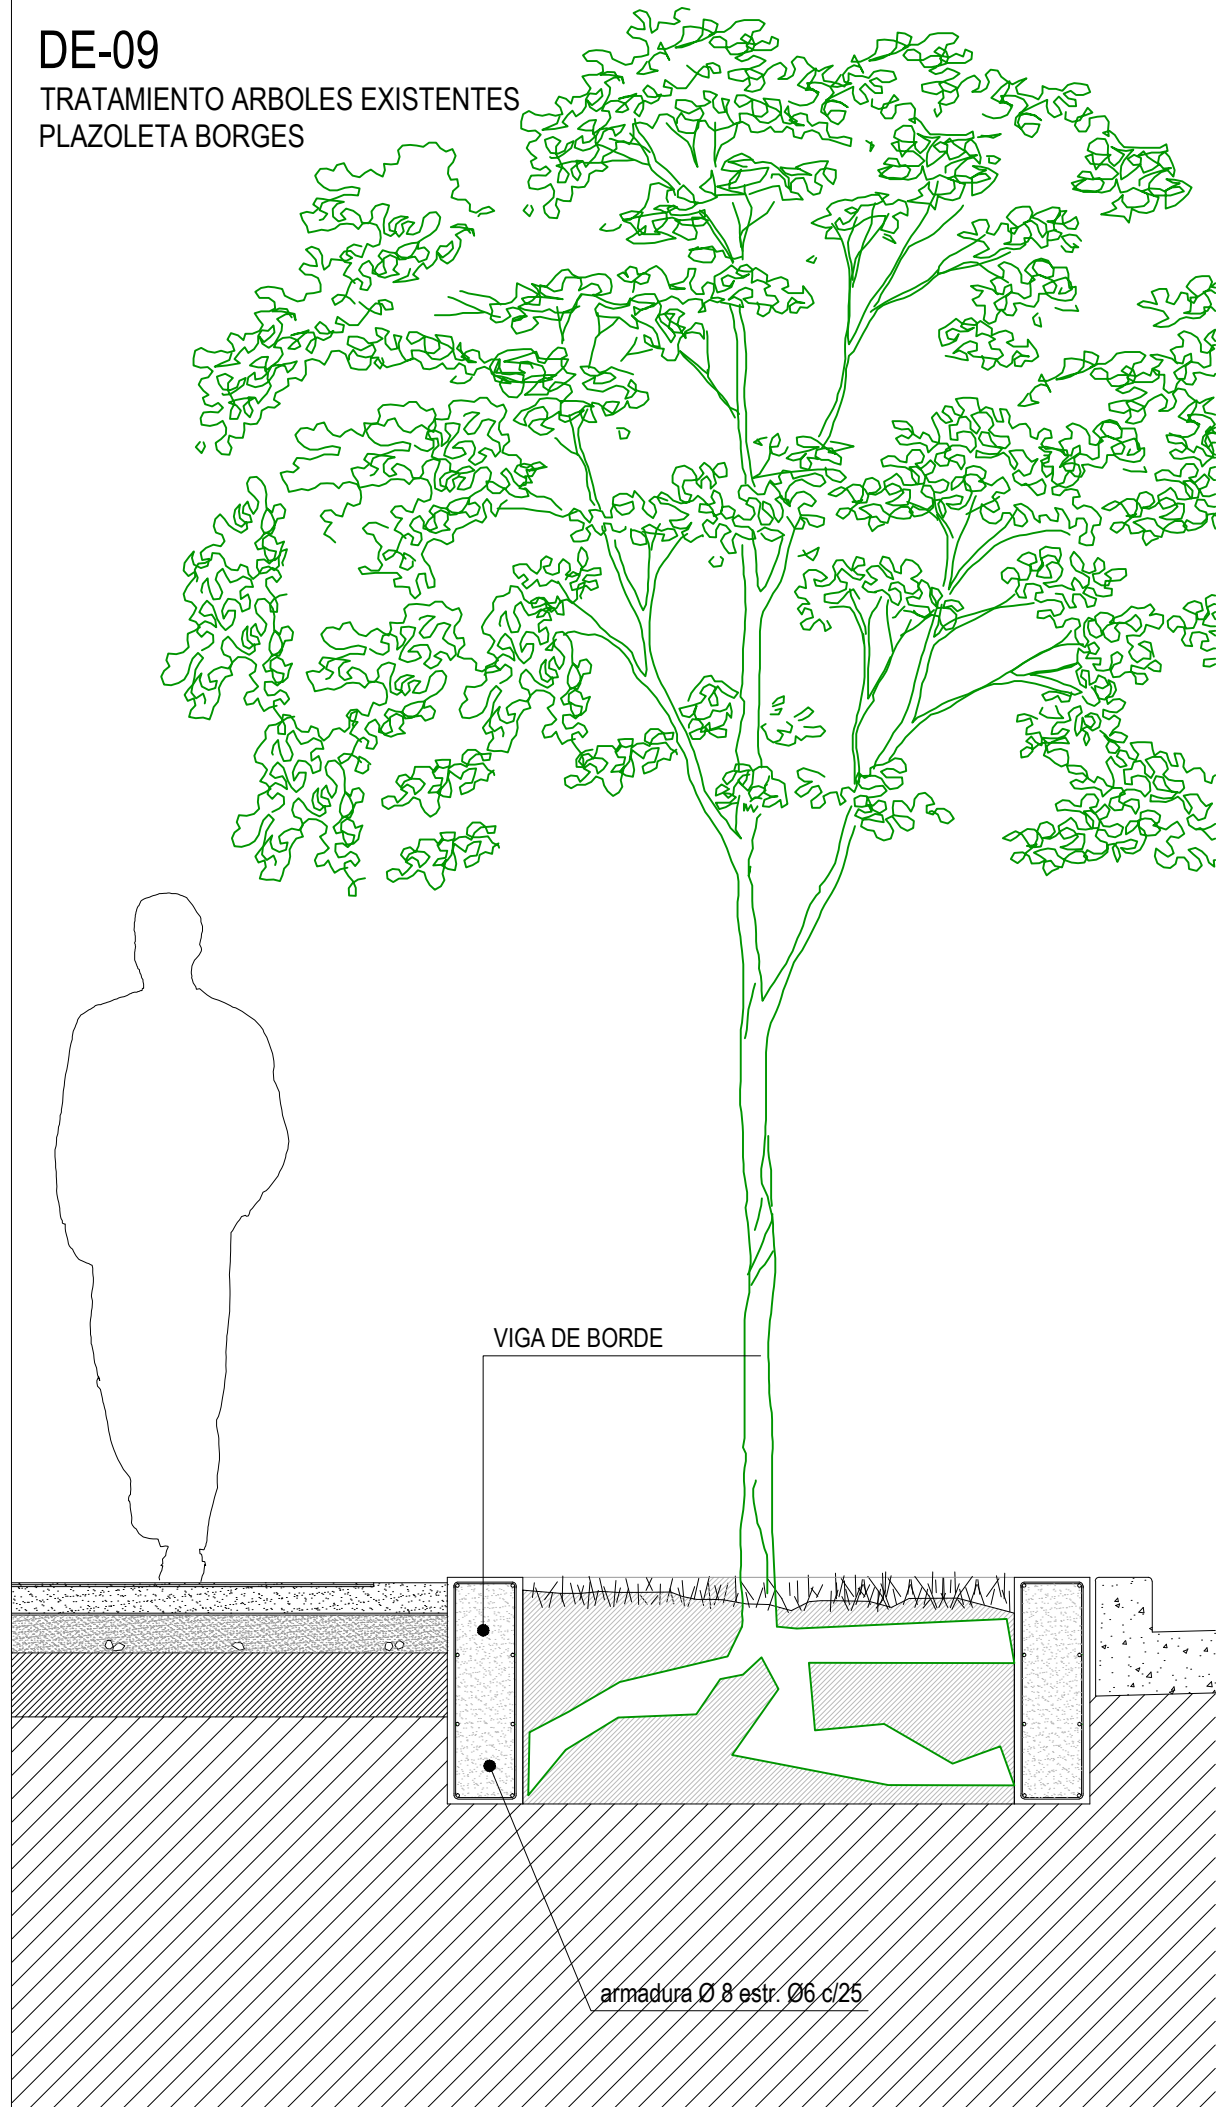 DE-09
TRATAMIENTO ARBOLES EXISTENTES
PLAZOLETA BORGES
VIGA DE BORDE
armadura Ø 8 estr. Ø6 c/25